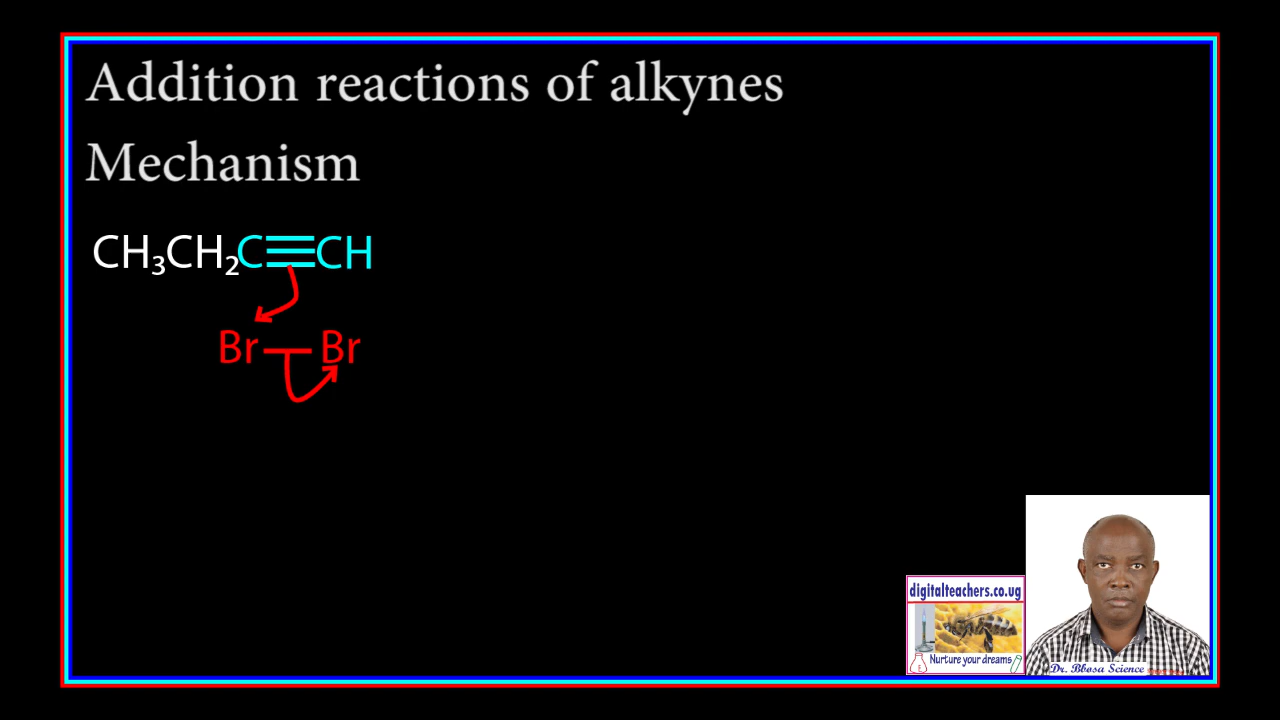 Addition reactions of alkynes
Mechanism
CH₃CH₂C≡CH
Br—Br
digitalteachers.co.ug
Nurture your dreams
Dr. Bbosa Science